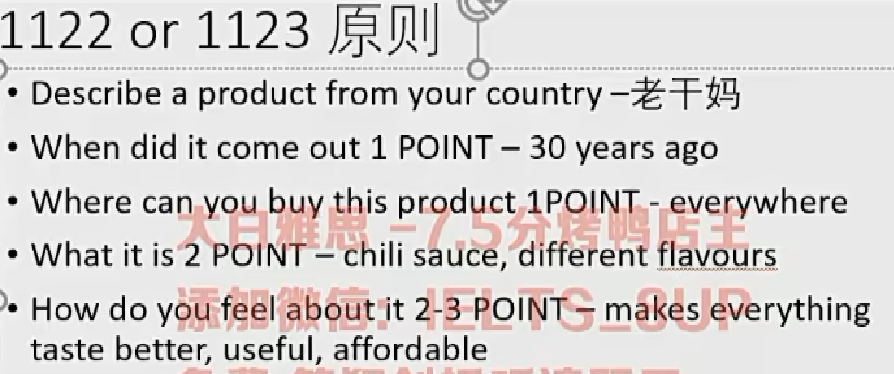 1122 or 1123 原则
• Describe a product from your country –老干妈
• When did it come out 1 POINT – 30 years ago
• Where can you buy this product 1POINT - everywhere
大白雅思 –7.5分烤鸭店主
• What it is 2 POINT – chili sauce, different flavours
• How do you feel about it 2-3 POINT – makes everything
添加微信: IELTS_8UP
taste better, useful, affordable